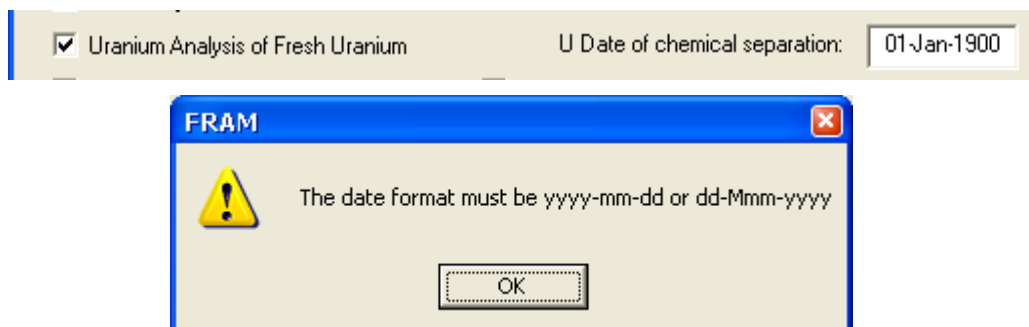 Uranium Analysis of Fresh Uranium U Date of chemical separation: 01-Jan-1900
FRAM
The date format must be yyyy-mm-dd or dd-Mmm-yyyy
OK